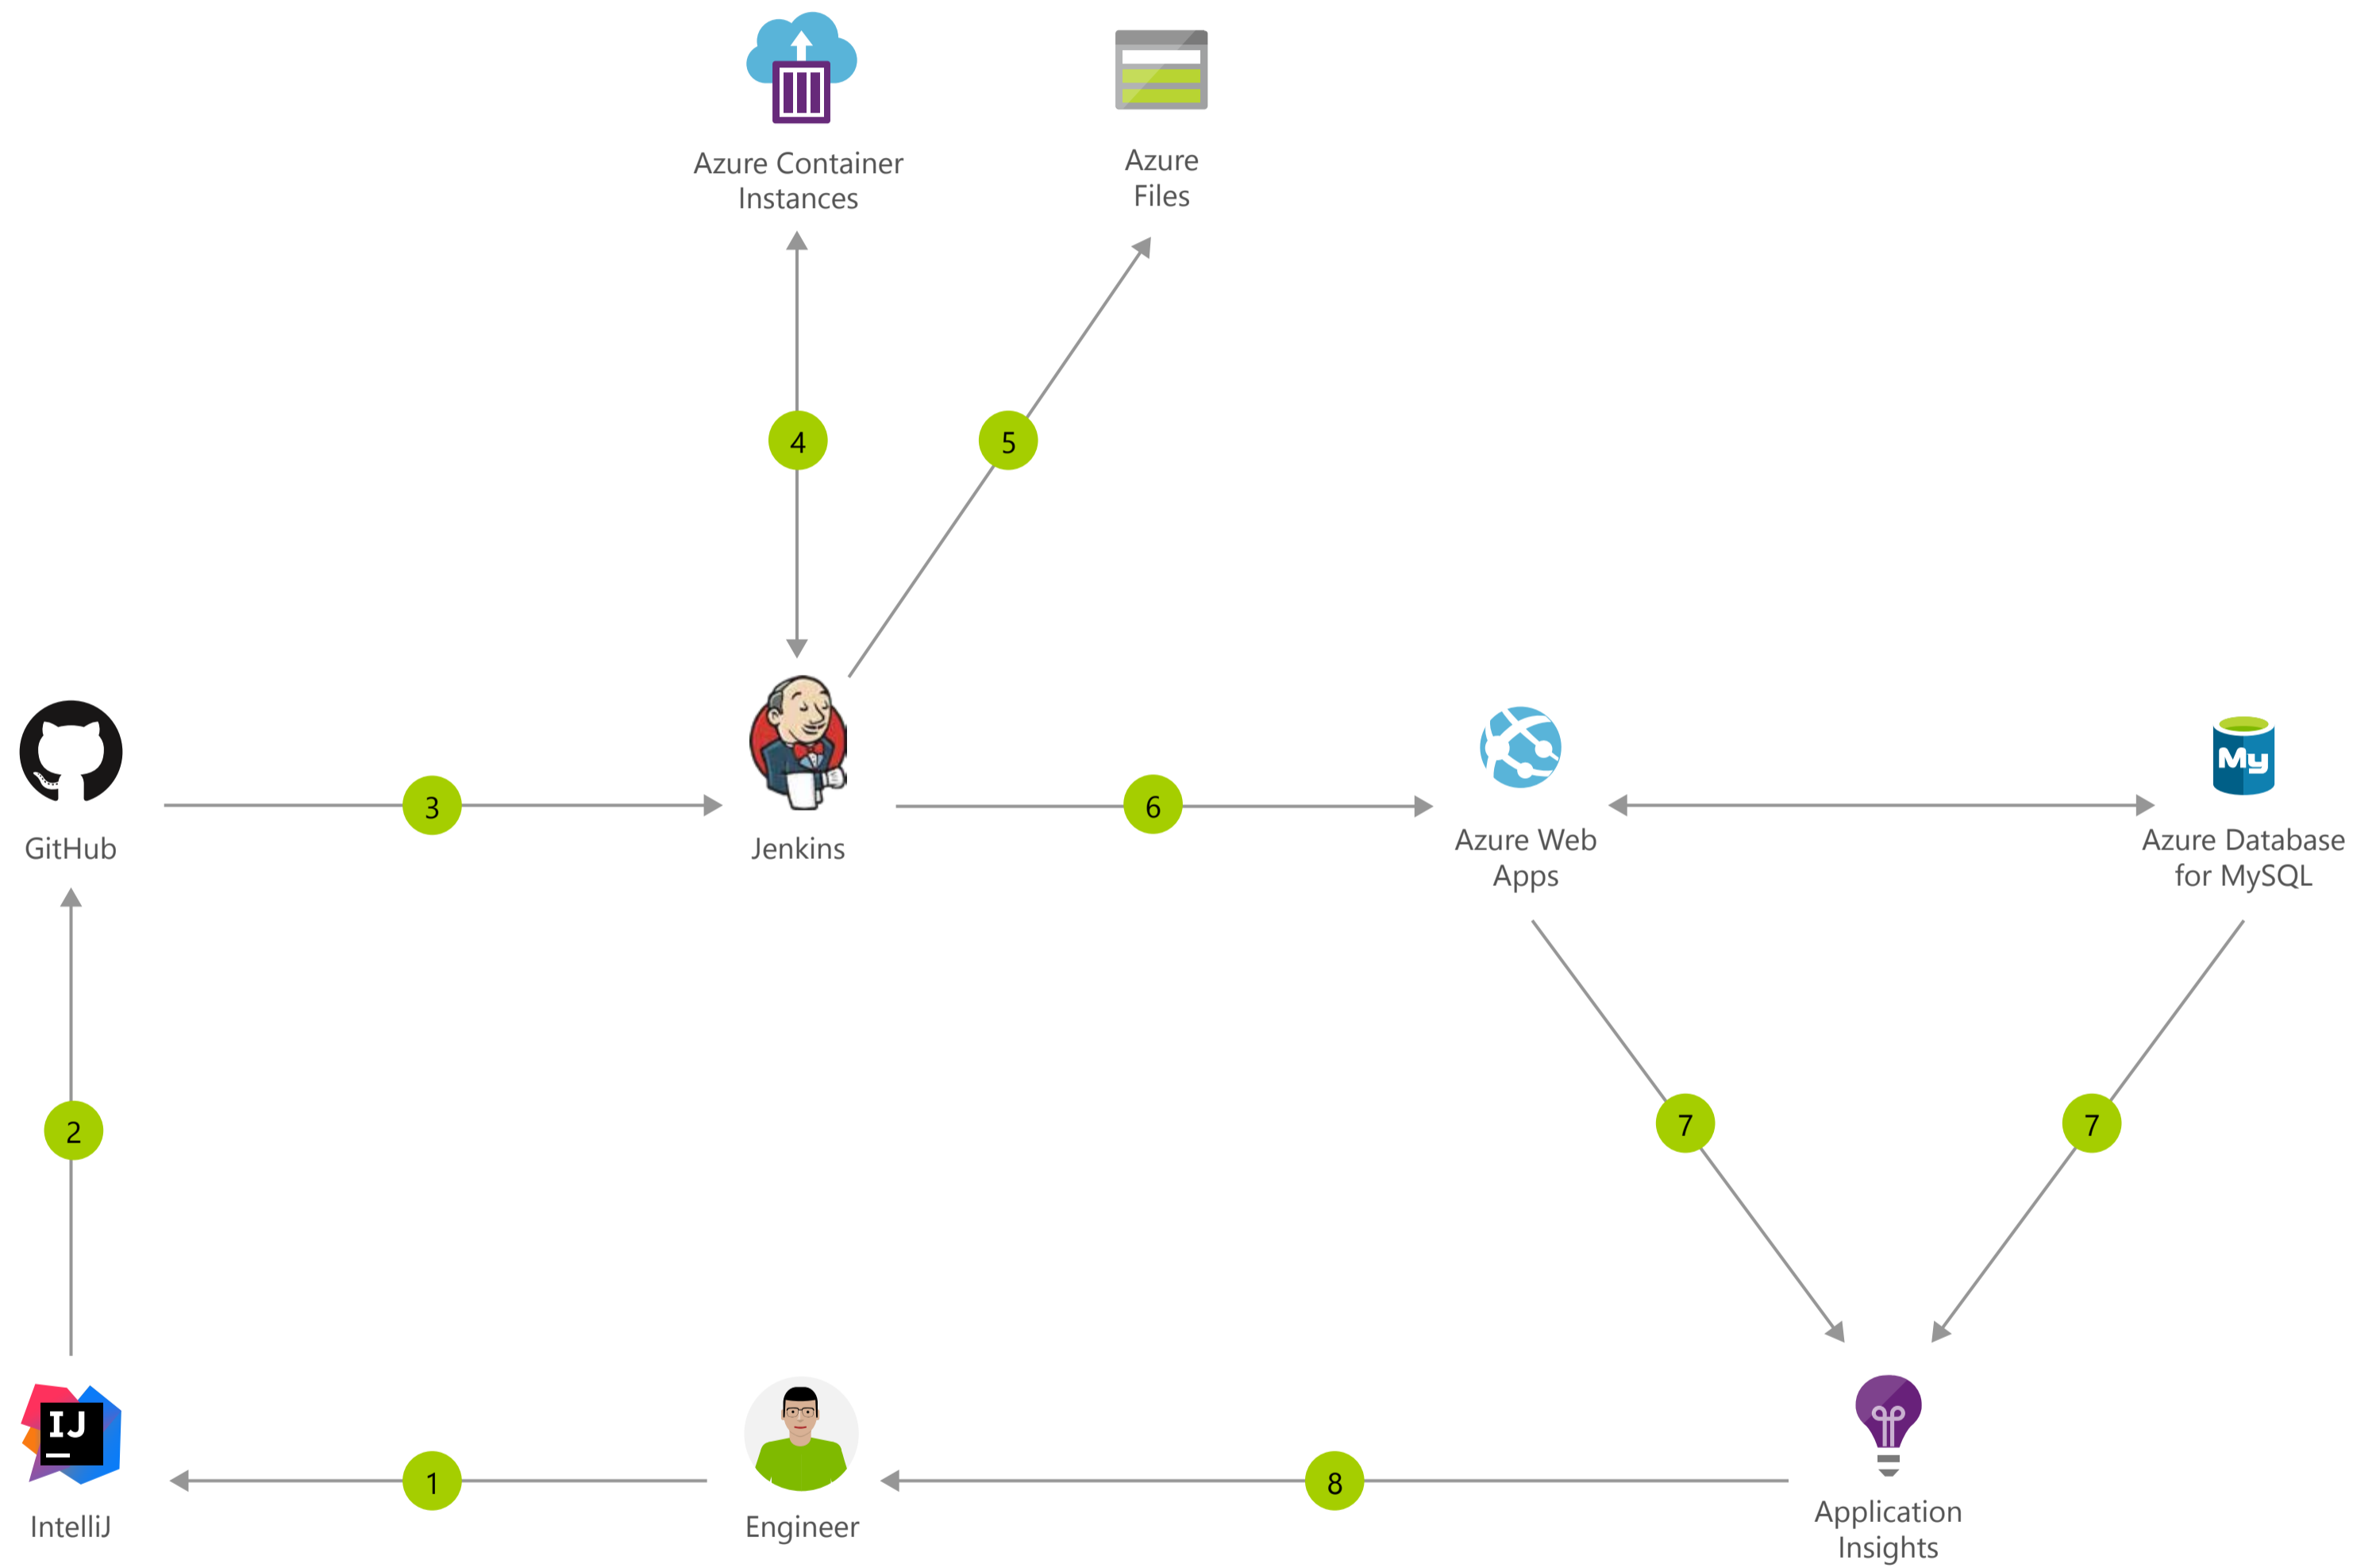 Azure Container
Instances
Azure
Files
4
5
GitHub
3
Jenkins
6
Azure Web
Apps
My
Azure Database
for MySQL
2
7
7
IJ
IntelliJ
1
Engineer
8
Application
Insights